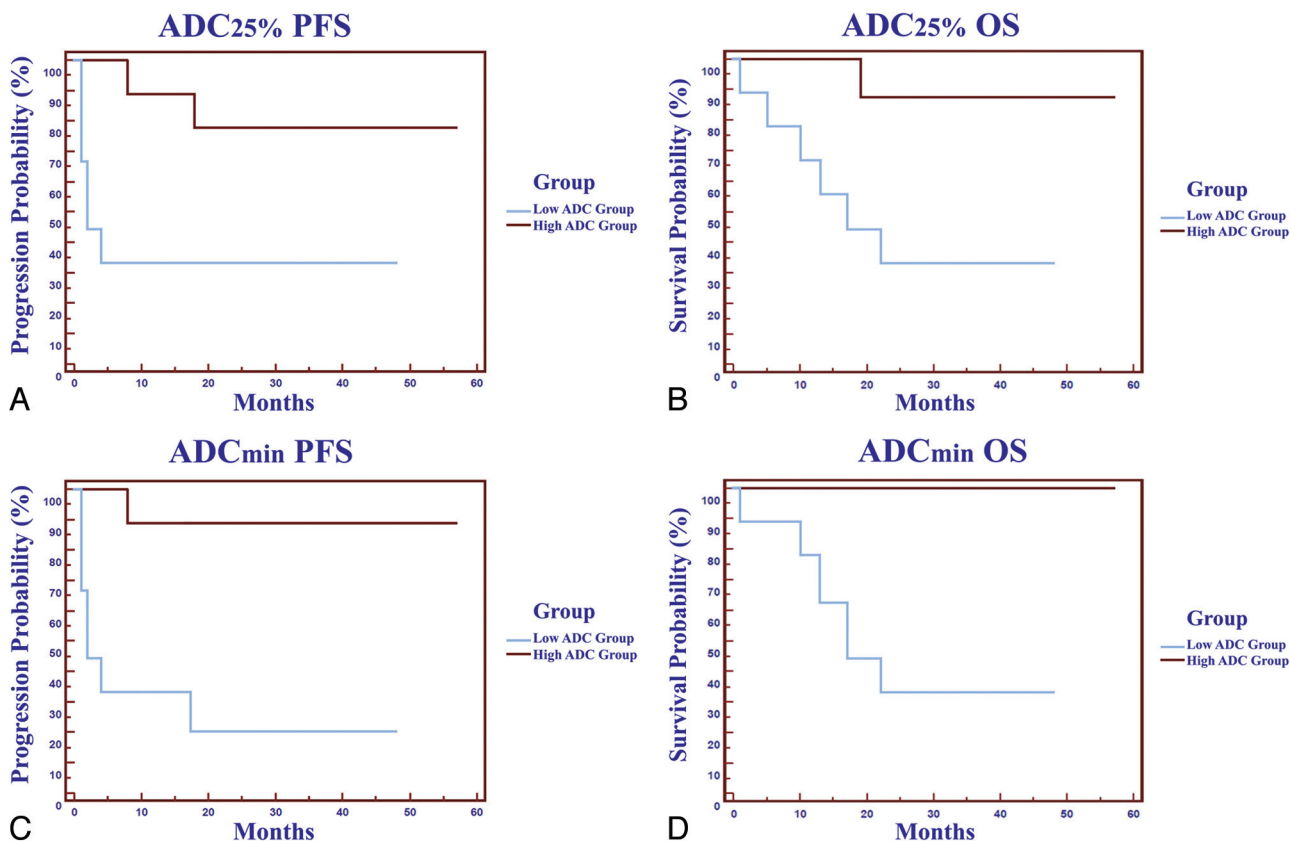 ADC25% PFS
Progression Probability (%)
100
90
80
70
60
50
40
30
20
10
0
0 10 20 30 40 50 60
Months
Group
Low ADC Group
High ADC Group
A
ADC25% OS
Survival Probability (%)
100
90
80
70
60
50
40
30
20
10
0
0 10 20 30 40 50 60
Months
Group
Low ADC Group
High ADC Group
B
ADCmin PFS
Progression Probability (%)
100
90
80
70
60
50
40
30
20
10
0
0 10 20 30 40 50 60
Months
Group
Low ADC Group
High ADC Group
C
ADCmin OS
Survival Probability (%)
100
90
80
70
60
50
40
30
20
10
0
0 10 20 30 40 50 60
Months
Group
Low ADC Group
High ADC Group
D